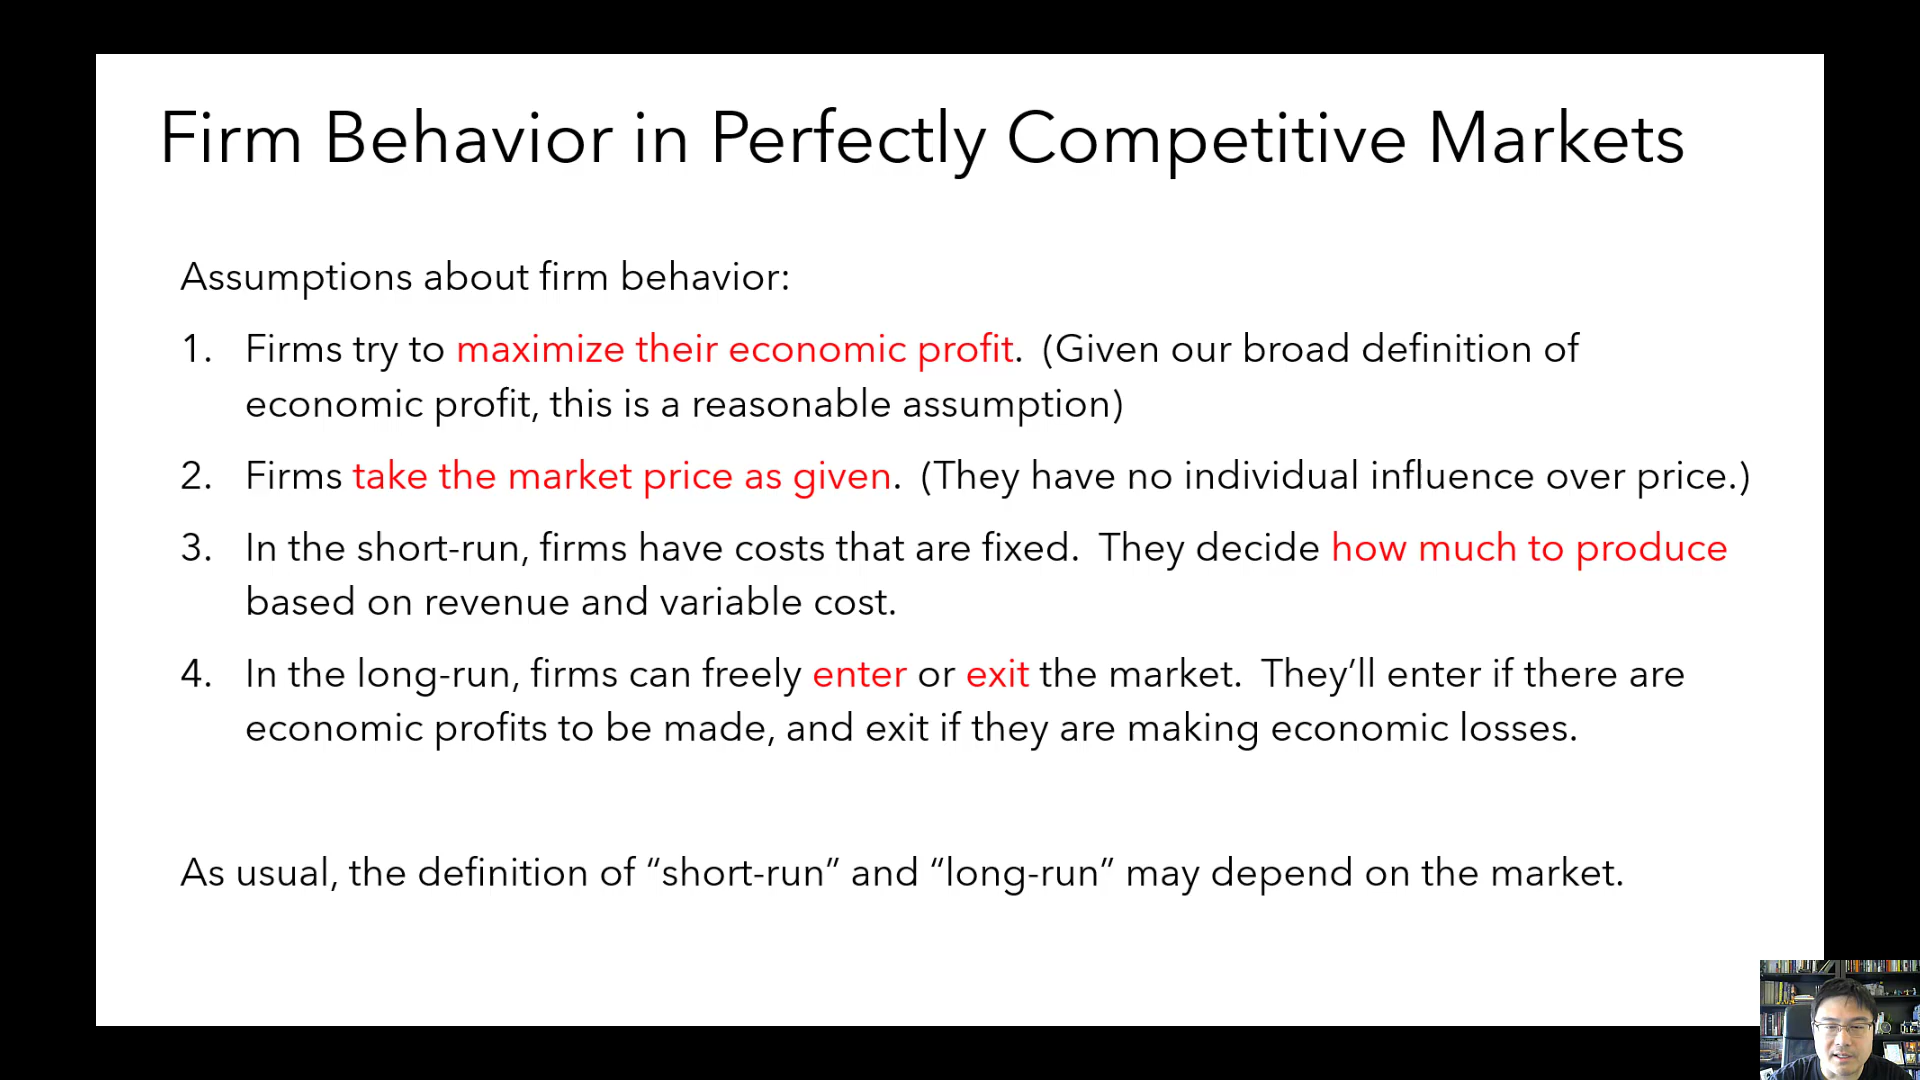 Firm Behavior in Perfectly Competitive Markets
Assumptions about firm behavior:
1. Firms try to maximize their economic profit. (Given our broad definition of
economic profit, this is a reasonable assumption)
2. Firms take the market price as given. (They have no individual influence over price.)
3. In the short-run, firms have costs that are fixed. They decide how much to produce
based on revenue and variable cost.
4. In the long-run, firms can freely enter or exit the market. They’ll enter if there are
economic profits to be made, and exit if they are making economic losses.
As usual, the definition of “short-run” and “long-run” may depend on the market.